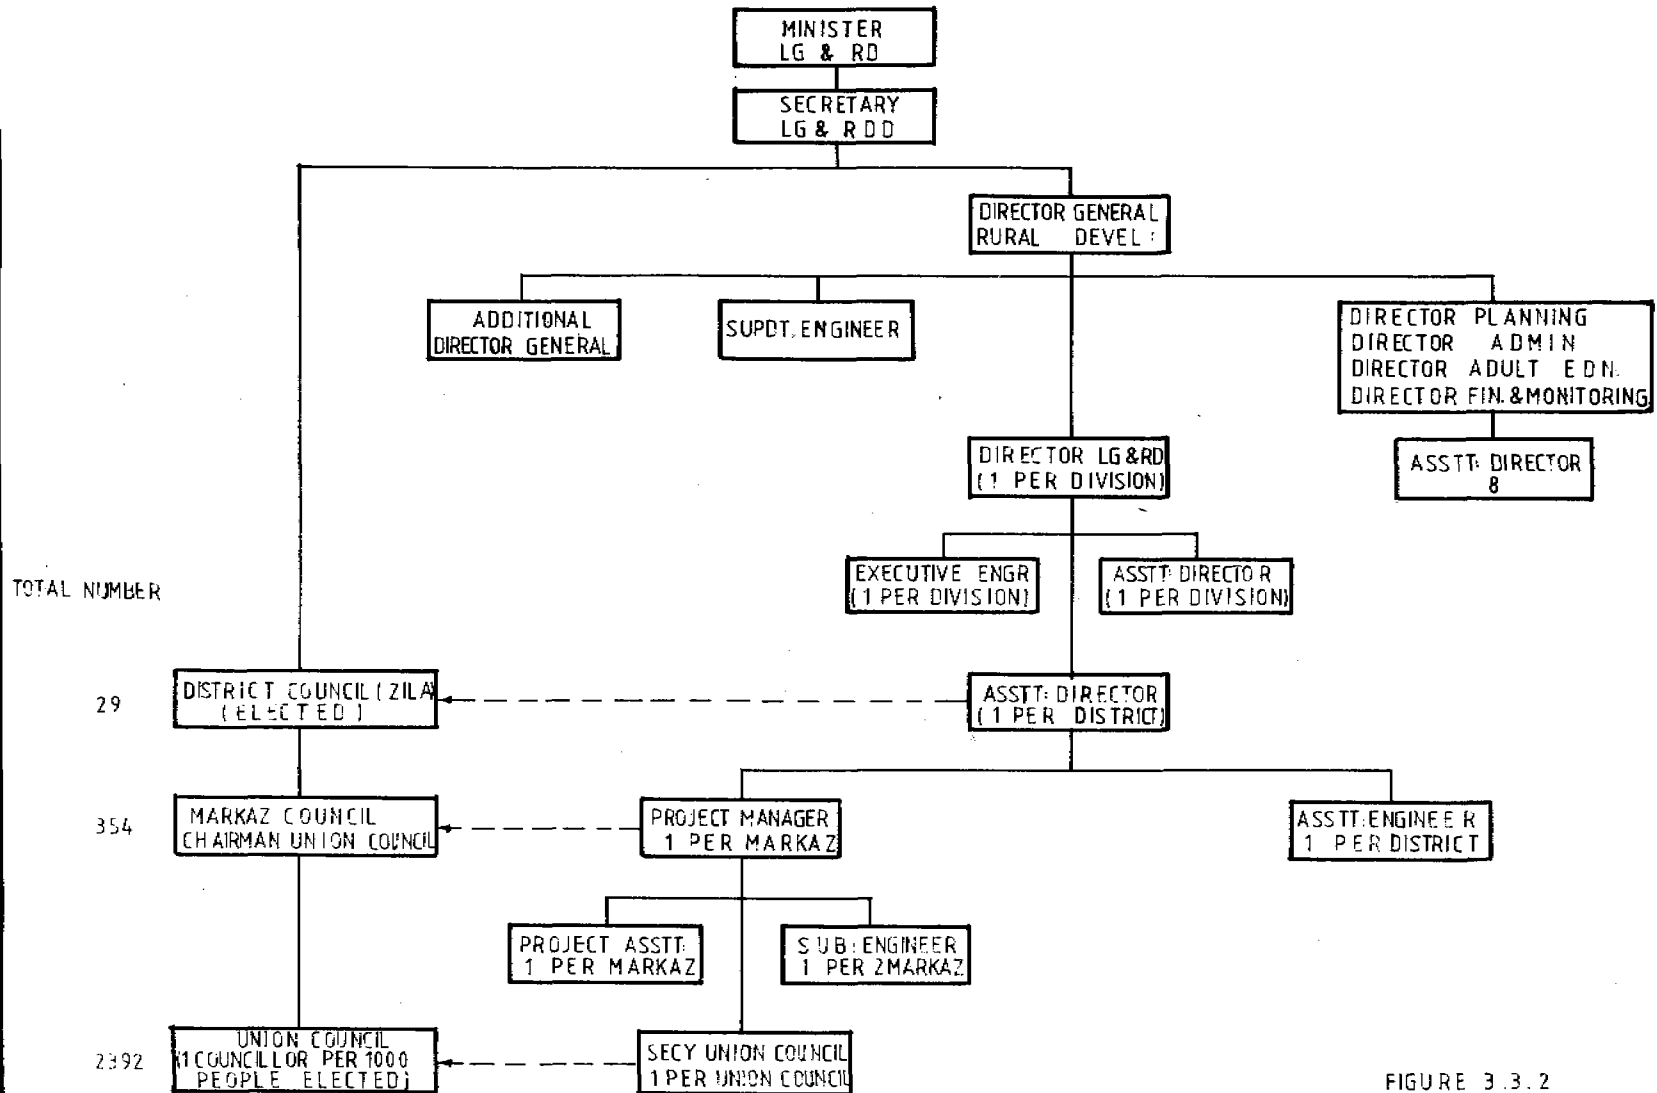 MINISTER
LG & RD
SECRETARY
LG & RDD
DIRECTOR GENERAL
RURAL DEVEL:
ADDITIONAL
DIRECTOR GENERAL
SUPDT. ENGINEER
DIRECTOR PLANNING
DIRECTOR ADMIN
DIRECTOR ADULT EDN.
DIRECTOR FIN. & MONITORING
DIRECTOR LG & RD
(1 PER DIVISION)
ASSTT: DIRECTOR
8
EXECUTIVE ENGR
(1 PER DIVISION)
ASSTT: DIRECTOR
(1 PER DIVISION)
TOTAL NUMBER
29
DISTRICT COUNCIL (ZILA)
(ELECTED)
ASSTT: DIRECTOR
(1 PER DISTRICT)
354
MARKAZ COUNCIL
CHAIRMAN UNION COUNCIL
PROJECT MANAGER
1 PER MARKAZ
ASSTT: ENGINEER
1 PER DISTRICT
PROJECT ASSTT:
1 PER MARKAZ
SUB: ENGINEER
1 PER 2 MARKAZ
2392
UNION COUNCIL
(1 COUNCILLOR PER 1000
PEOPLE ELECTED)
SECY UNION COUNCIL
1 PER UNION COUNCIL
FIGURE 3.3.2